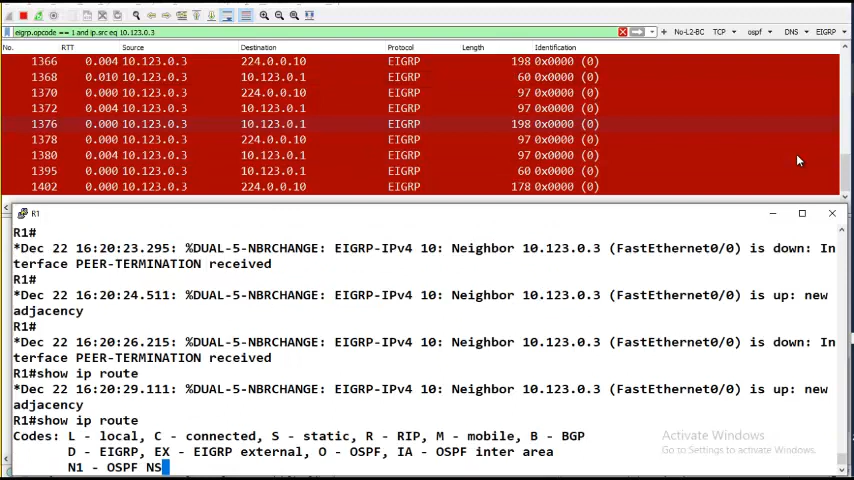 eigrp.opcode == 1 and ip.src eq 10.123.0.3 No-L2-BC TCP ospf DNS EIGRP
No. RTT Source Destination Protocol Length Identification
1366 0.004 10.123.0.3 224.0.0.10 EIGRP 198 0x0000 (0)
1368 0.010 10.123.0.3 10.123.0.1 EIGRP 60 0x0000 (0)
1370 0.000 10.123.0.3 224.0.0.10 EIGRP 97 0x0000 (0)
1372 0.004 10.123.0.3 10.123.0.1 EIGRP 97 0x0000 (0)
1376 0.000 10.123.0.3 10.123.0.1 EIGRP 198 0x0000 (0)
1378 0.000 10.123.0.3 224.0.0.10 EIGRP 97 0x0000 (0)
1380 0.004 10.123.0.3 10.123.0.1 EIGRP 97 0x0000 (0)
1395 0.000 10.123.0.3 10.123.0.1 EIGRP 60 0x0000 (0)
1402 0.000 10.123.0.3 224.0.0.10 EIGRP 178 0x0000 (0)
R1
R1#
*Dec 22 16:20:23.295: %DUAL-5-NBRCHANGE: EIGRP-IPv4 10: Neighbor 10.123.0.3 (FastEthernet0/0) is down: In
terface PEER-TERMINATION received
R1#
*Dec 22 16:20:24.511: %DUAL-5-NBRCHANGE: EIGRP-IPv4 10: Neighbor 10.123.0.3 (FastEthernet0/0) is up: new
adjacency
R1#
*Dec 22 16:20:26.215: %DUAL-5-NBRCHANGE: EIGRP-IPv4 10: Neighbor 10.123.0.3 (FastEthernet0/0) is down: In
terface PEER-TERMINATION received
R1#show ip route
*Dec 22 16:20:29.111: %DUAL-5-NBRCHANGE: EIGRP-IPv4 10: Neighbor 10.123.0.3 (FastEthernet0/0) is up: new
adjacency
R1#show ip route
Codes: L - local, C - connected, S - static, R - RIP, M - mobile, B - BGP
D - EIGRP, EX - EIGRP external, O - OSPF, IA - OSPF inter area
N1 - OSPF NS
Activate Windows
Go to Settings to activate Windows.